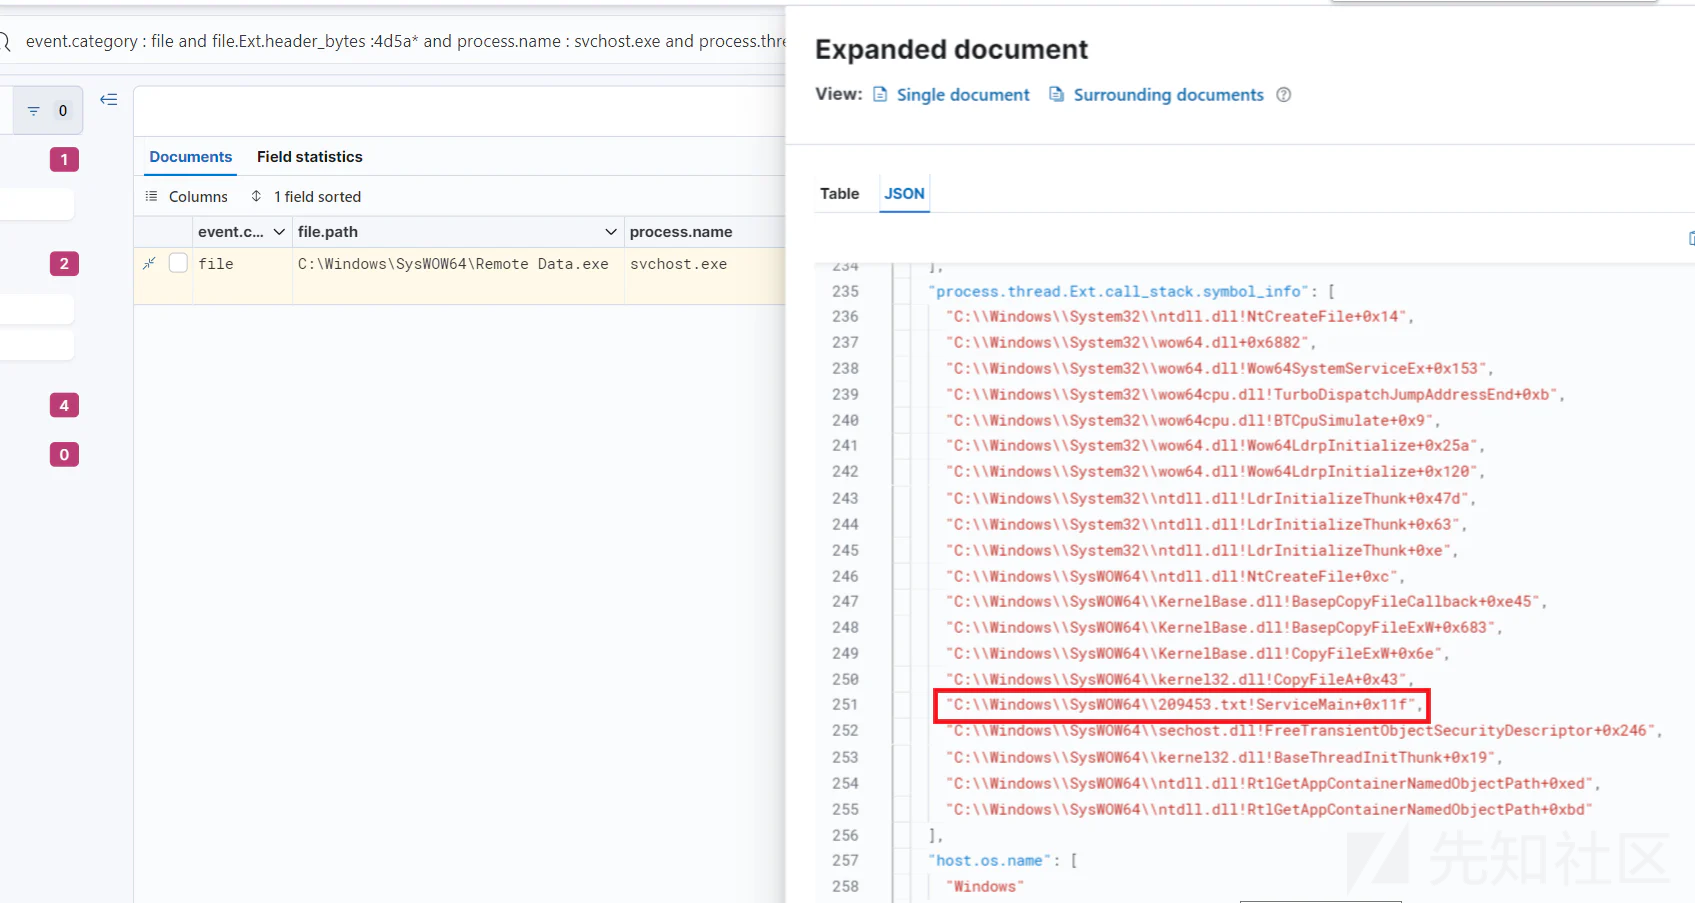 event.category : file and file.Ext.header_bytes :4d5a* and process.name : svchost.exe and process.thre
0
1
2
4
0
Documents Field statistics
Columns 1 field sorted
event.c... file.path process.name
file C:\Windows\SysWOW64\Remote Data.exe svchost.exe
Expanded document
View: Single document Surrounding documents
Table JSON
234 ],
235 "process.thread.Ext.call_stack.symbol_info": [
236 "C:\\Windows\\System32\\ntdll.dll!NtCreateFile+0x14",
237 "C:\\Windows\\System32\\wow64.dll+0x6882",
238 "C:\\Windows\\System32\\wow64.dll!Wow64SystemServiceEx+0x153",
239 "C:\\Windows\\System32\\wow64cpu.dll!TurboDispatchJumpAddressEnd+0xb",
240 "C:\\Windows\\System32\\wow64cpu.dll!BTCpuSimulate+0x9",
241 "C:\\Windows\\System32\\wow64.dll!Wow64LdrpInitialize+0x25a",
242 "C:\\Windows\\System32\\wow64.dll!Wow64LdrpInitialize+0x120",
243 "C:\\Windows\\System32\\ntdll.dll!LdrInitializeThunk+0x47d",
244 "C:\\Windows\\System32\\ntdll.dll!LdrInitializeThunk+0x63",
245 "C:\\Windows\\System32\\ntdll.dll!LdrInitializeThunk+0xe",
246 "C:\\Windows\\SysWOW64\\ntdll.dll!NtCreateFile+0xc",
247 "C:\\Windows\\SysWOW64\\KernelBase.dll!BasepCopyFileCallback+0xe45",
248 "C:\\Windows\\SysWOW64\\KernelBase.dll!BasepCopyFileExW+0x683",
249 "C:\\Windows\\SysWOW64\\KernelBase.dll!CopyFileExW+0x6e",
250 "C:\\Windows\\SysWOW64\\kernel32.dll!CopyFileA+0x43",
251 "C:\\Windows\\SysWOW64\\209453.txt!ServiceMain+0x11f",
252 "C:\\Windows\\SysWOW64\\sechost.dll!FreeTransientObjectSecurityDescriptor+0x246",
253 "C:\\Windows\\SysWOW64\\kernel32.dll!BaseThreadInitThunk+0x19",
254 "C:\\Windows\\SysWOW64\\ntdll.dll!RtlGetAppContainerNamedObjectPath+0xed",
255 "C:\\Windows\\SysWOW64\\ntdll.dll!RtlGetAppContainerNamedObjectPath+0xbd"
256 ],
257 "host.os.name": [
258 "Windows"
先知社区